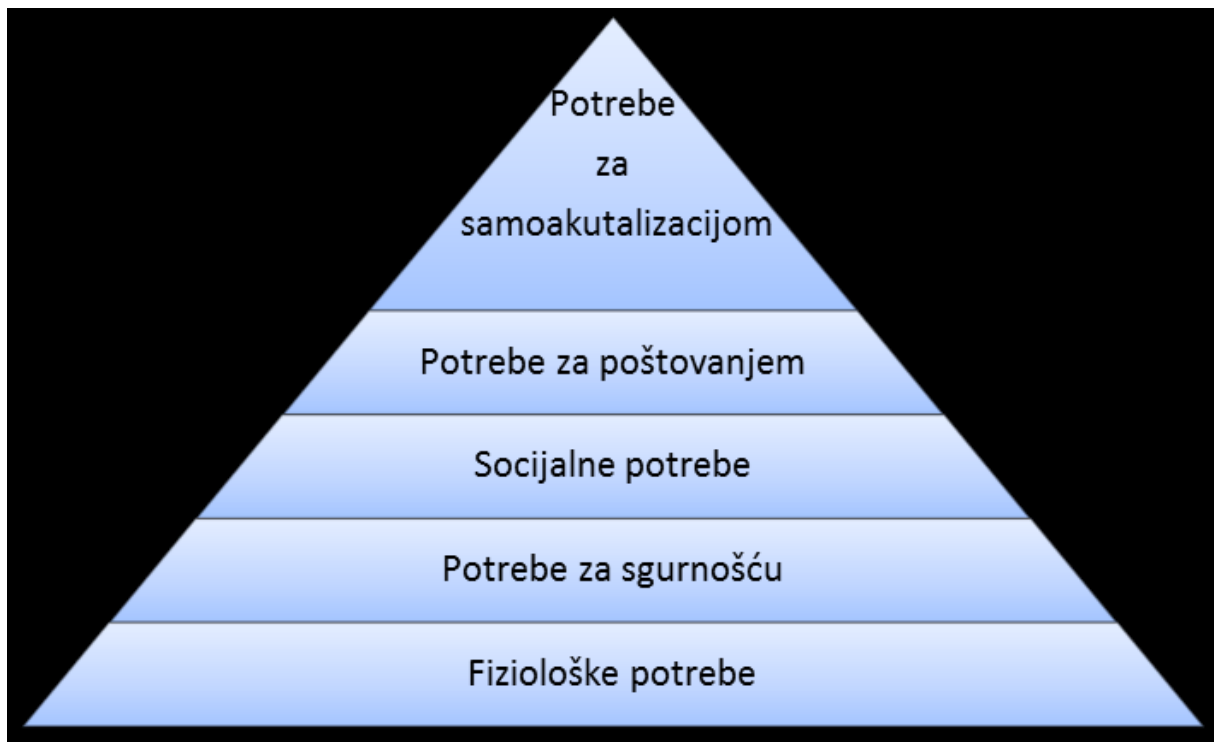 Potrebe
za
samoakutalizacijom
Potrebe za poštovanjem
Socijalne potrebe
Potrebe za sgurnošću
Fiziološke potrebe